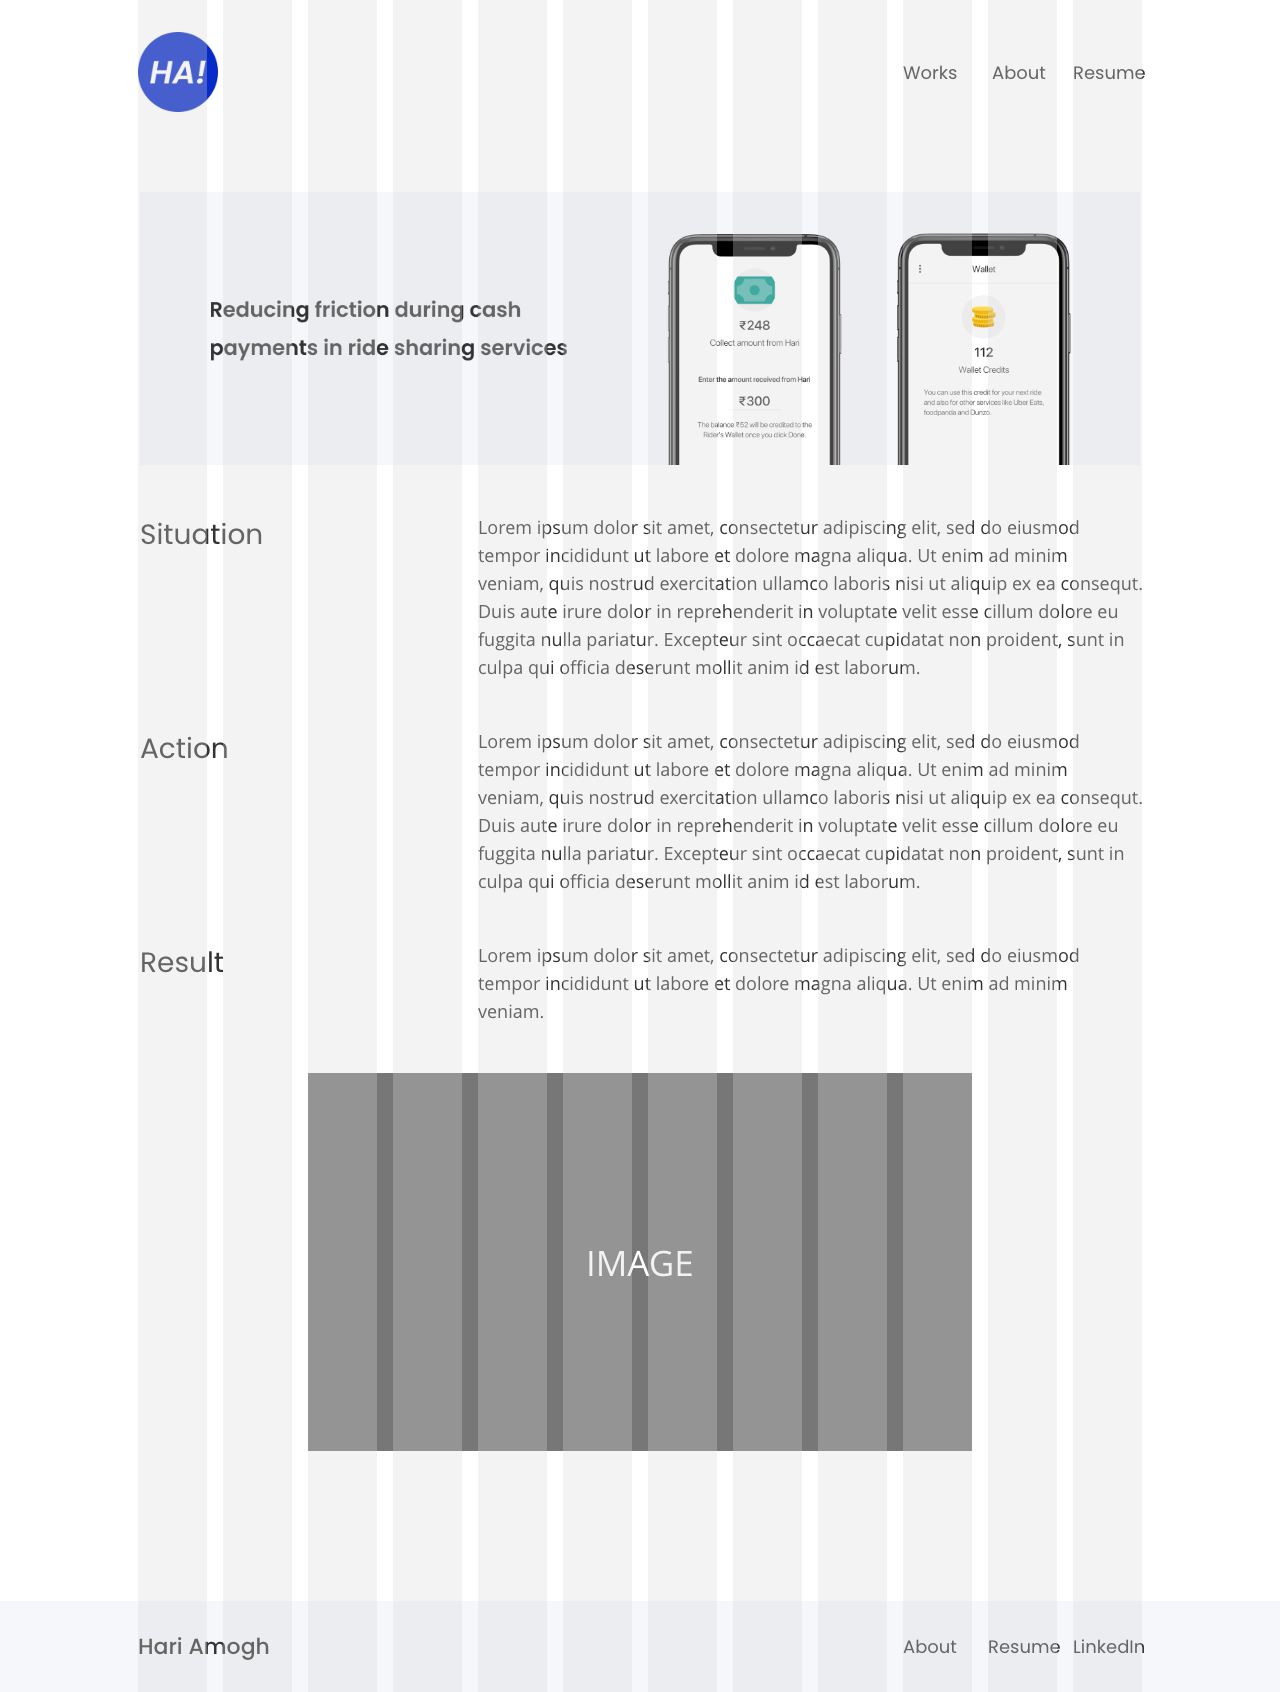 HA!
Works About Resume
Reducing friction during cash
payments in ride sharing services
₹248
Collect amount from Hari
Enter the amount received from Hari
₹300
The balance ₹52 will be credited to the
Rider's Wallet once you click Done.
Wallet
112
Wallet Credits
You can use this credit for your next ride
and also for other services like Uber Eats,
foodpanda and Dunzo.
Situation
Lorem ipsum dolor sit amet, consectetur adipiscing elit, sed do eiusmod
tempor incididunt ut labore et dolore magna aliqua. Ut enim ad minim
veniam, quis nostrud exercitation ullamco laboris nisi ut aliquip ex ea consequt.
Duis aute irure dolor in reprehenderit in voluptate velit esse cillum dolore eu
fuggita nulla pariatur. Excepteur sint occaecat cupidatat non proident, sunt in
culpa qui officia deserunt mollit anim id est laborum.
Action
Lorem ipsum dolor sit amet, consectetur adipiscing elit, sed do eiusmod
tempor incididunt ut labore et dolore magna aliqua. Ut enim ad minim
veniam, quis nostrud exercitation ullamco laboris nisi ut aliquip ex ea consequt.
Duis aute irure dolor in reprehenderit in voluptate velit esse cillum dolore eu
fuggita nulla pariatur. Excepteur sint occaecat cupidatat non proident, sunt in
culpa qui officia deserunt mollit anim id est laborum.
Result
Lorem ipsum dolor sit amet, consectetur adipiscing elit, sed do eiusmod
tempor incididunt ut labore et dolore magna aliqua. Ut enim ad minim
veniam.
IMAGE
Hari Amogh
About Resume LinkedIn